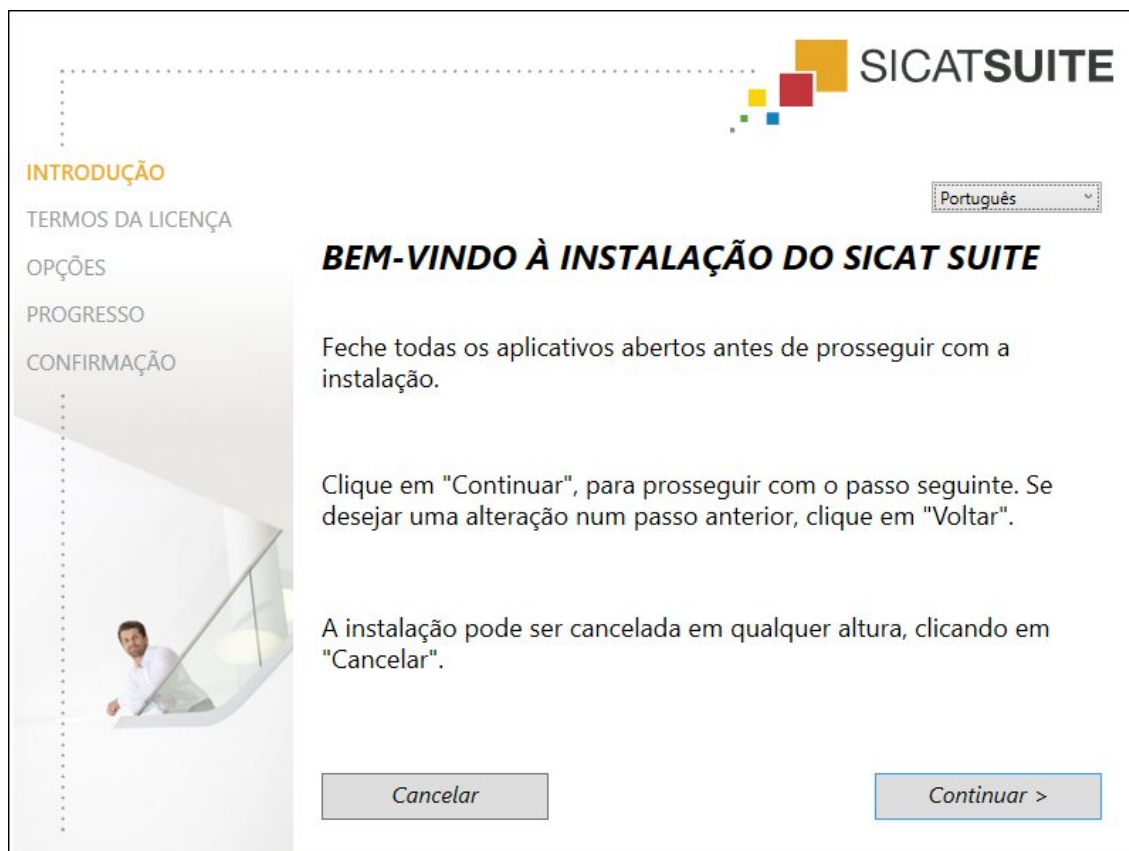 SICATSUITE
INTRODUÇÃO
TERMOS DA LICENÇA
OPÇÕES
PROGRESSO
CONFIRMAÇÃO
Português
BEM-VINDO À INSTALAÇÃO DO SICAT SUITE
Feche todas os aplicativos abertos antes de prosseguir com a
instalação.
Clique em "Continuar", para prosseguir com o passo seguinte. Se
desejar uma alteração num passo anterior, clique em "Voltar".
A instalação pode ser cancelada em qualquer altura, clicando em
"Cancelar".
Cancelar
Continuar >